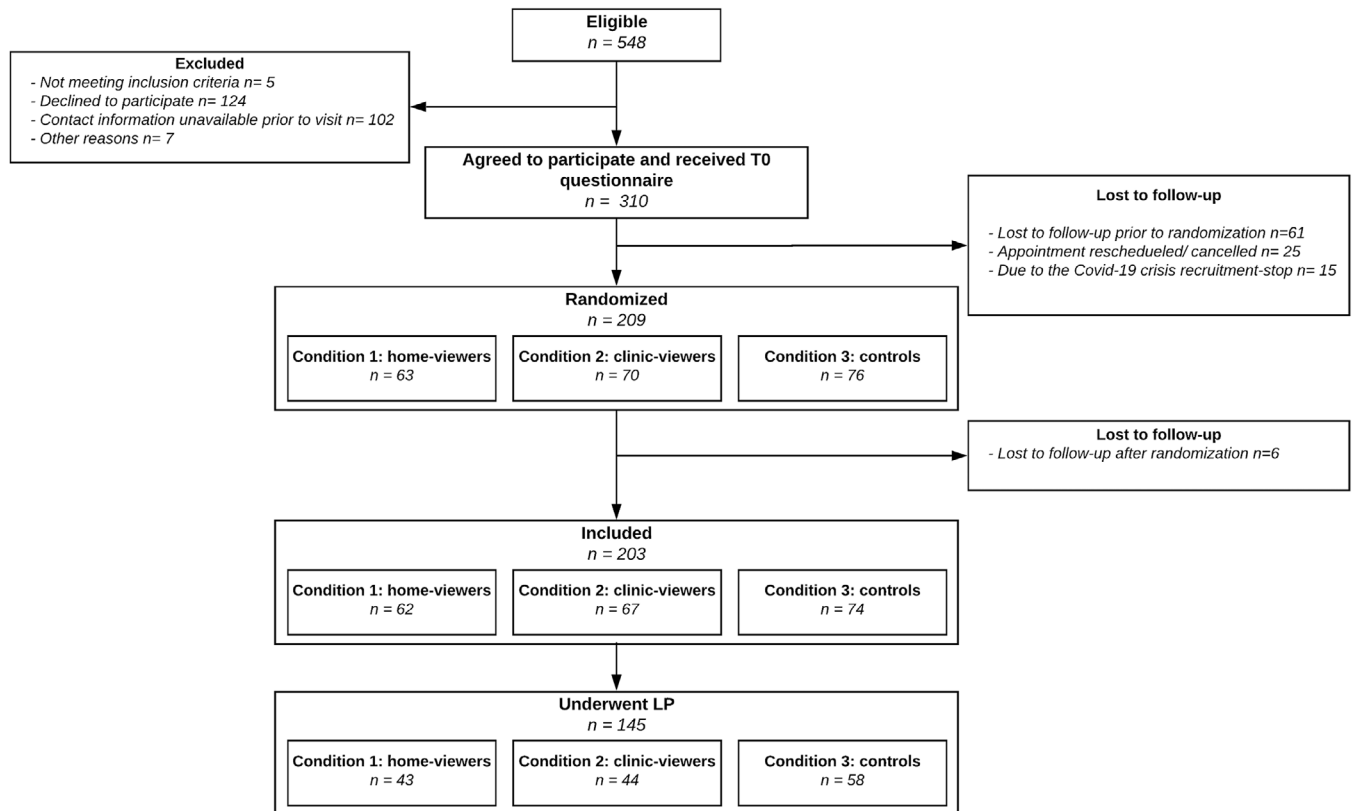 Eligible
n = 548
Excluded
- Not meeting inclusion criteria n= 5
- Declined to participate n= 124
- Contact information unavailable prior to visit n= 102
- Other reasons n= 7
Agreed to participate and received T0
questionnaire
n = 310
Lost to follow-up
- Lost to follow-up prior to randomization n=61
- Appointment reschedueled/ cancelled n= 25
- Due to the Covid-19 crisis recruitment-stop n= 15
Randomized
n = 209
Condition 1: home-viewers
n = 63
Condition 2: clinic-viewers
n = 70
Condition 3: controls
n = 76
Lost to follow-up
- Lost to follow-up after randomization n=6
Included
n = 203
Condition 1: home-viewers
n = 62
Condition 2: clinic-viewers
n = 67
Condition 3: controls
n = 74
Underwent LP
n = 145
Condition 1: home-viewers
n = 43
Condition 2: clinic-viewers
n = 44
Condition 3: controls
n = 58